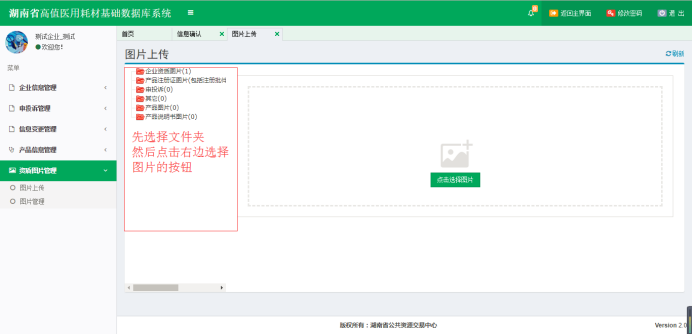 湖南省高值医用耗材基础数据库系统
返回主界面
修改密码
退 出
测试企业_测试
欢迎您!
首页
信息确认
图片上传
菜单
图片上传
刷新
企业信息管理
申投诉管理
信息变更管理
产品信息管理
资质图片管理
图片上传
图片管理
企业资质图片(1)
产品注册证图片(包括注册批件
申投诉(0)
其它(0)
产品图片(0)
产品说明书图片(0)
先选择文件夹
然后点击右边选择
图片的按钮
点击选择图片
版权所有：湖南省公共资源交易中心
Version 2.0